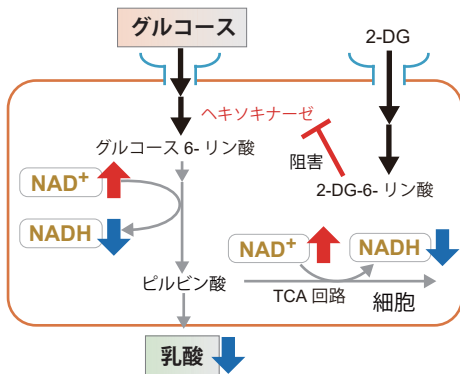 グルコース
2-DG
ヘキソキナーゼ
グルコース 6- リン酸
阻害
2-DG-6- リン酸
NAD⁺
NADH
NAD⁺
NADH
ピルビン酸
TCA 回路
細胞
乳酸